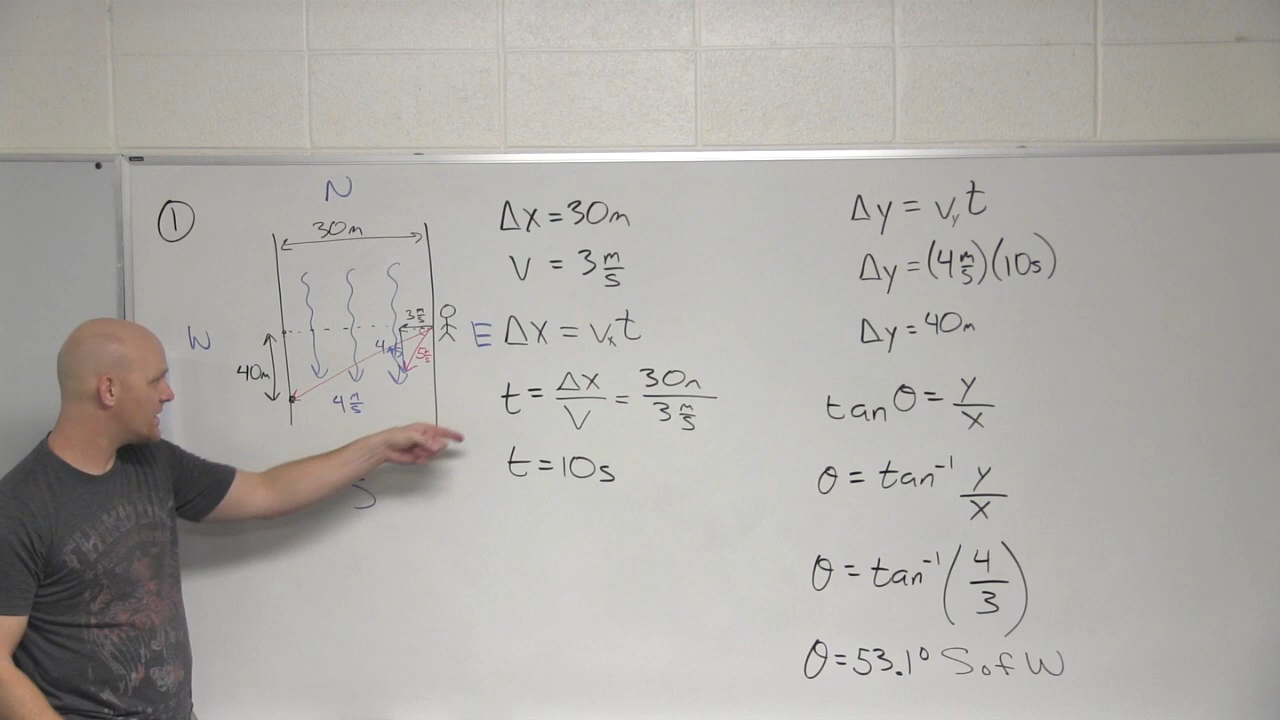 ①
N
30m
W
E
3 m/s
4 m/s
5 m/s
40m
4 m/s
S
Δx = 30m
V = 3 m/s
Δx = vₓt
t = Δx/V = 30m/3 m/s
t = 10s
Δy = v_y t
Δy = (4 m/s)(10s)
Δy = 40m
tan θ = y/x
θ = tan⁻¹ y/x
θ = tan⁻¹(4/3)
θ = 53.1° S of W